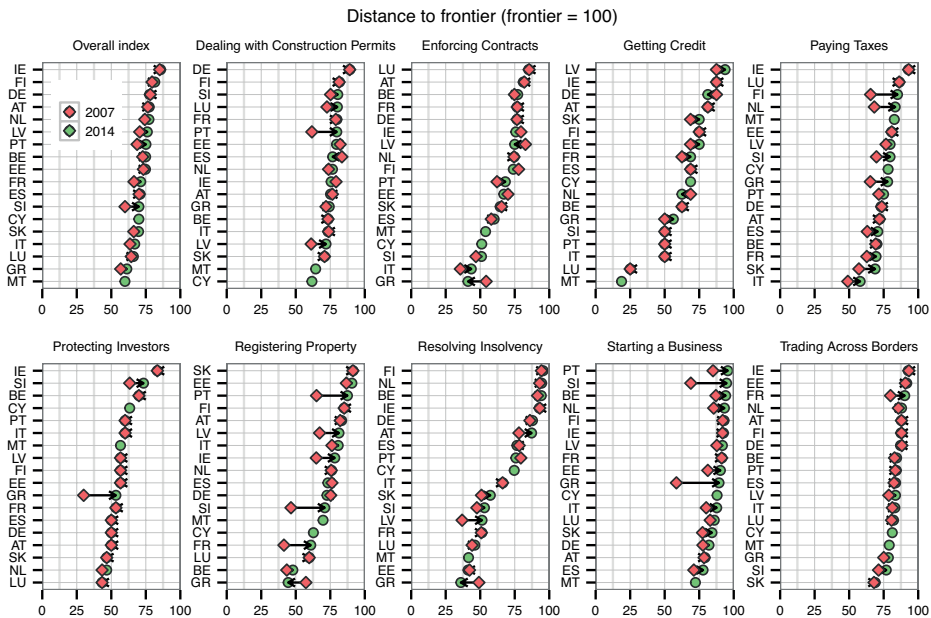 Distance to frontier (frontier = 100)
Overall index
IE
FI
DE
AT
NL
LV
PT
BE
EE
FR
ES
SI
CY
SK
IT
LU
GR
MT
2007
2014
0 25 50 75 100
Dealing with Construction Permits
DE
FI
SI
LU
FR
PT
EE
ES
NL
IE
AT
GR
BE
IT
LV
SK
MT
CY
0 25 50 75 100
Enforcing Contracts
LU
AT
BE
FR
DE
IE
LV
NL
FI
PT
EE
SK
ES
MT
CY
SI
IT
GR
0 25 50 75 100
Getting Credit
LV
IE
DE
AT
SK
FI
EE
FR
ES
CY
NL
BE
GR
SI
PT
IT
LU
MT
0 25 50 75 100
Paying Taxes
IE
LU
FI
NL
MT
EE
LV
SI
CY
GR
PT
DE
AT
ES
BE
FR
SK
IT
0 25 50 75 100
Protecting Investors
IE
SI
BE
CY
PT
IT
MT
LV
FI
EE
GR
FR
ES
DE
AT
SK
NL
LU
0 25 50 75 100
Registering Property
SK
EE
PT
FI
AT
LV
IT
IE
NL
ES
DE
SI
MT
CY
FR
LU
BE
GR
0 25 50 75 100
Resolving Insolvency
FI
NL
BE
IE
DE
AT
ES
PT
CY
IT
SK
SI
LV
FR
LU
MT
EE
GR
0 25 50 75 100
Starting a Business
PT
SI
BE
NL
FI
IE
LV
FR
EE
GR
CY
IT
LU
SK
DE
AT
ES
MT
0 25 50 75 100
Trading Across Borders
IE
EE
FR
NL
AT
FI
DE
BE
PT
ES
LV
IT
LU
CY
MT
GR
SI
SK
0 25 50 75 100